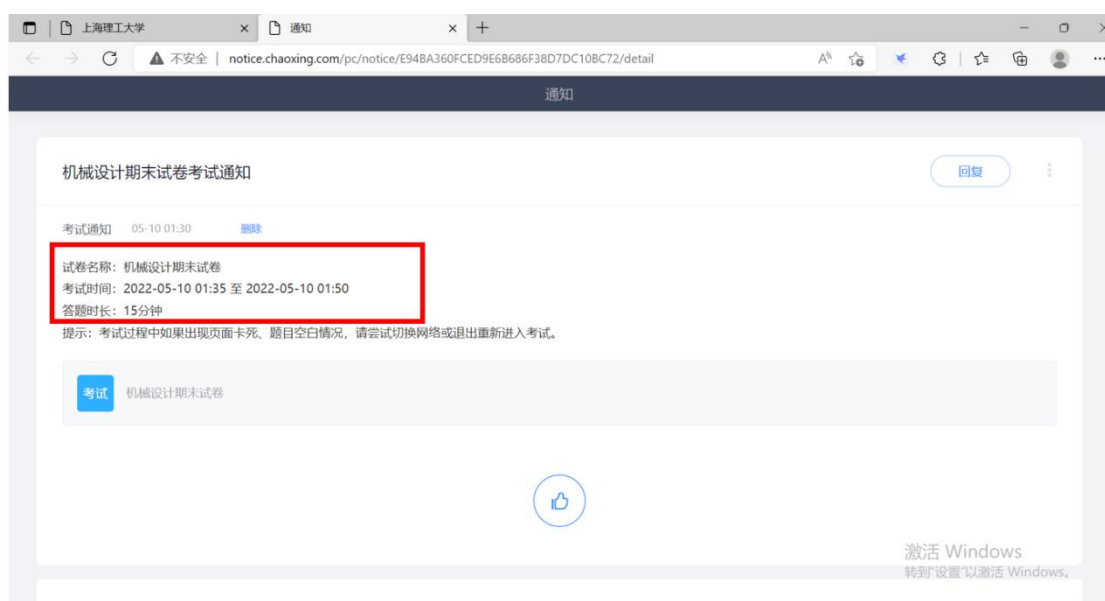 上海理工大学
通知
不安全 | notice.chaoxing.com/pc/notice/E94BA360FCED9E6B686F38D7DC10BC72/detail
通知
机械设计期末试卷考试通知
回复
考试通知 05-10 01:30 删除
试卷名称：机械设计期末试卷
考试时间：2022-05-10 01:35 至 2022-05-10 01:50
答题时长：15分钟
提示：考试过程中如果出现页面卡死、题目空白情况，请尝试切换网络或退出重新进入考试。
考试 机械设计期末试卷
激活 Windows
转到"设置"以激活 Windows。